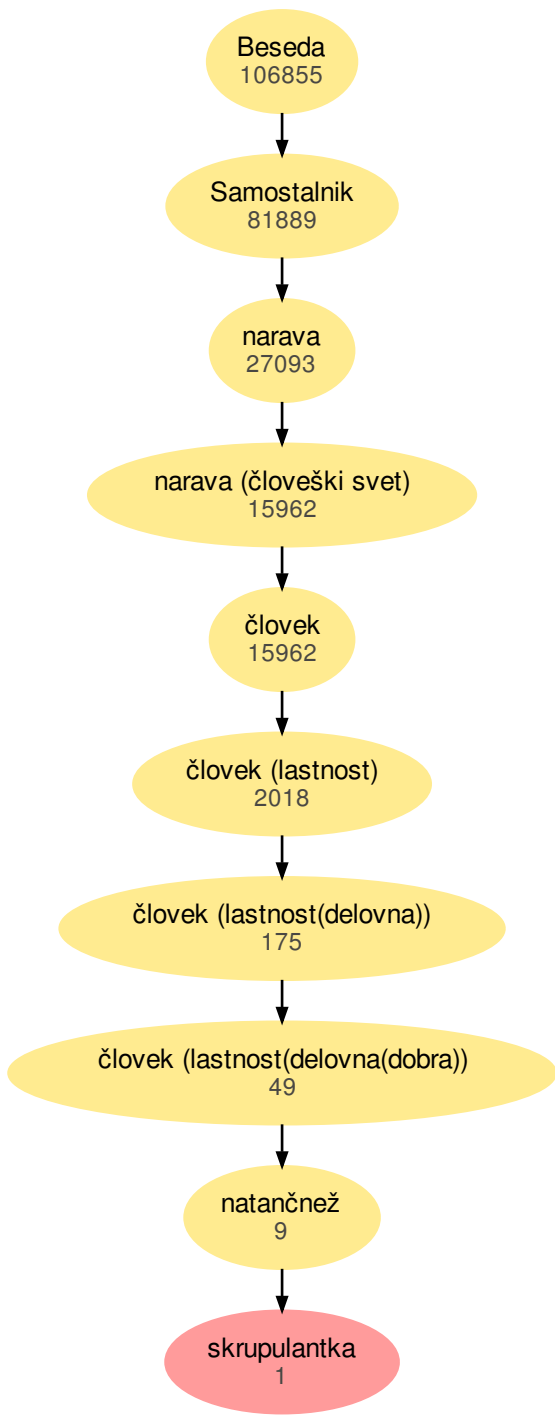 Beseda
106855
Samostalnik
81889
narava
27093
narava (človeški svet)
15962
človek
15962
človek (lastnost)
2018
človek (lastnost(delovna))
175
človek (lastnost(delovna(dobra))
49
natančnež
9
skrupulantka
1